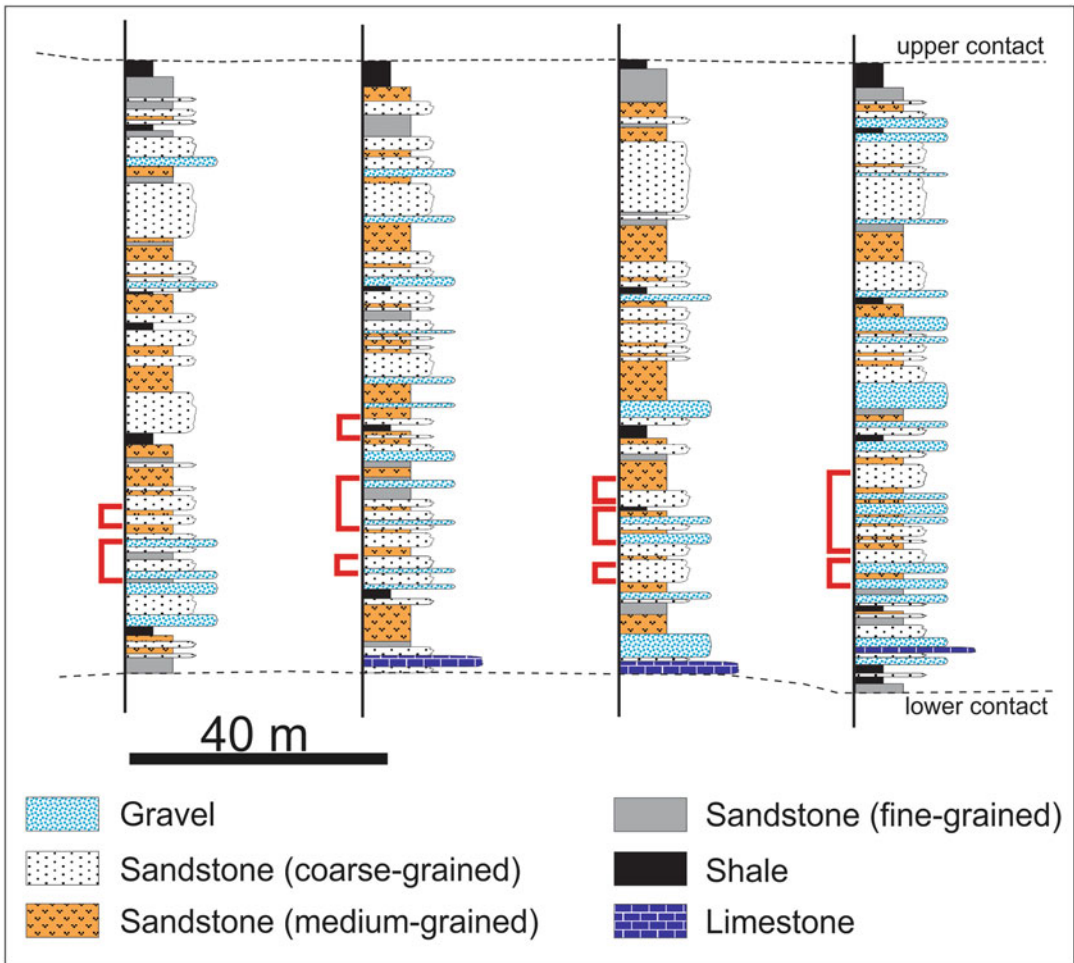 upper contact
lower contact
40 m
Gravel
Sandstone (coarse-grained)
Sandstone (medium-grained)
Sandstone (fine-grained)
Shale
Limestone